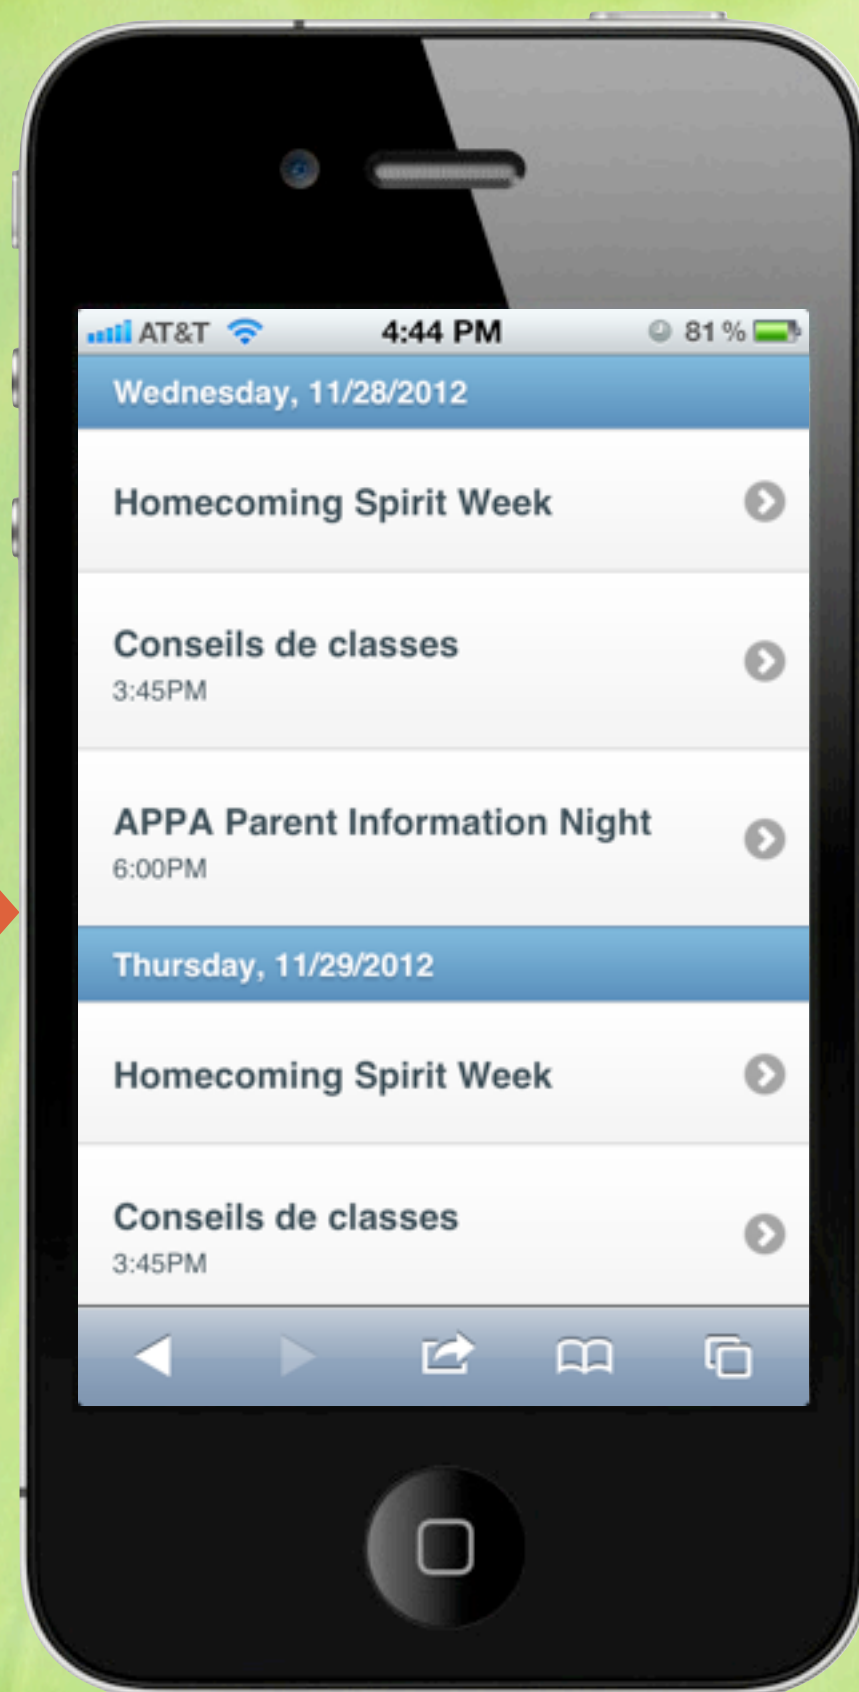 AT&T 4:44 PM 81%
Wednesday, 11/28/2012
Homecoming Spirit Week
Conseils de classes
3:45PM
APPA Parent Information Night
6:00PM
Thursday, 11/29/2012
Homecoming Spirit Week
Conseils de classes
3:45PM